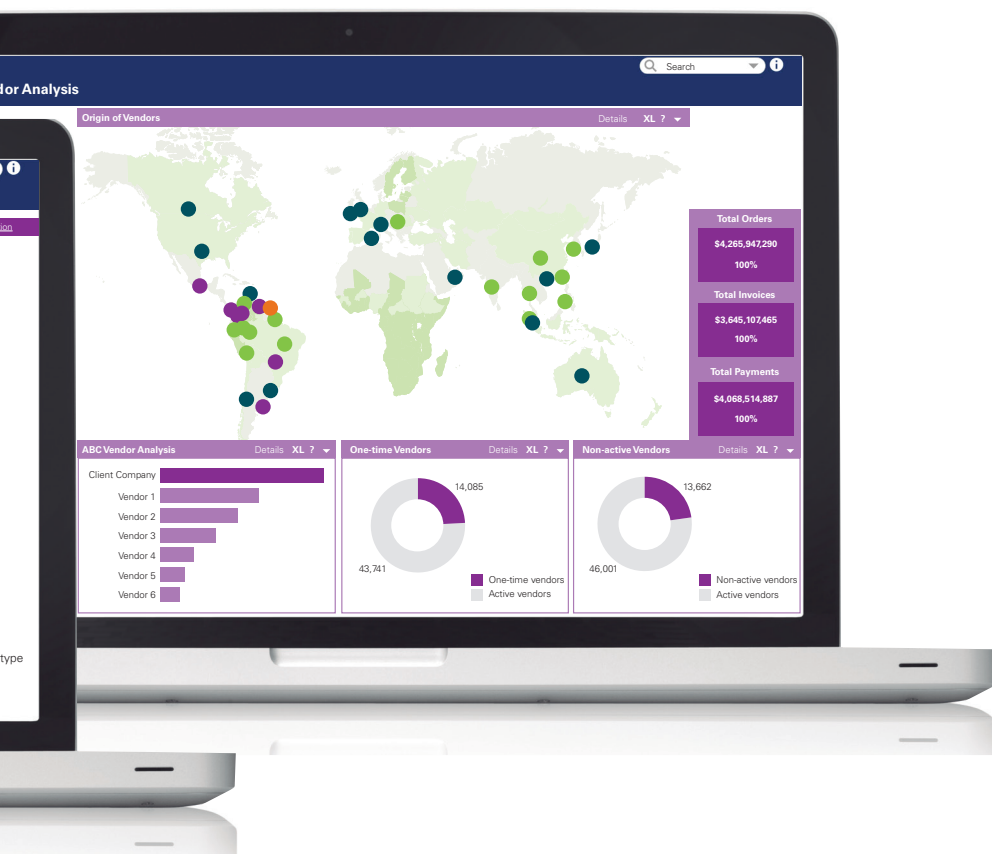 Search
dor Analysis
Origin of Vendors Details XL ?
ion
Total Orders
$4,265,947,290
100%
Total Invoices
$3,645,107,465
100%
Total Payments
$4,068,514,887
100%
ABC Vendor Analysis Details XL ?
Client Company
Vendor 1
Vendor 2
Vendor 3
Vendor 4
Vendor 5
Vendor 6
One-time Vendors Details XL ?
14,085
43,741
One-time vendors
Active vendors
Non-active Vendors Details XL ?
13,662
46,001
Non-active vendors
Active vendors
type